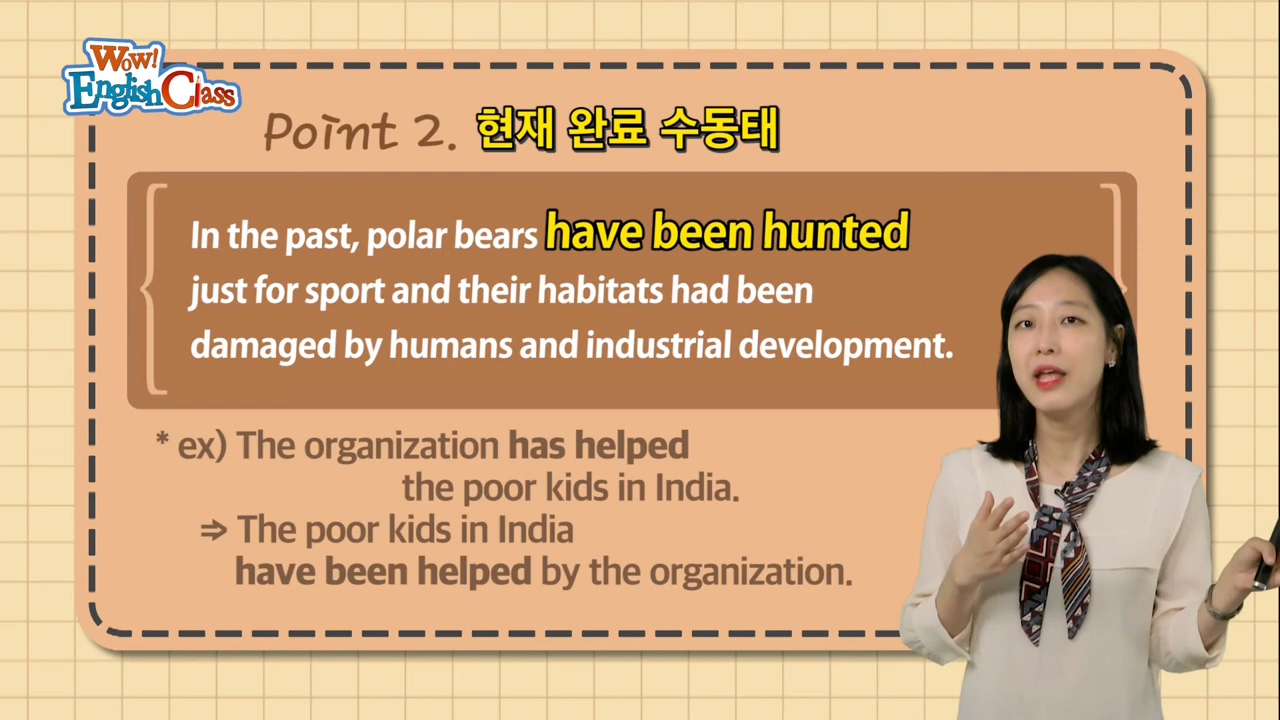 Wow!
English Class
Point 2. 현재 완료 수동태
In the past, polar bears have been hunted
just for sport and their habitats had been
damaged by humans and industrial development.
* ex) The organization has helped
the poor kids in India.
⇒ The poor kids in India
have been helped by the organization.